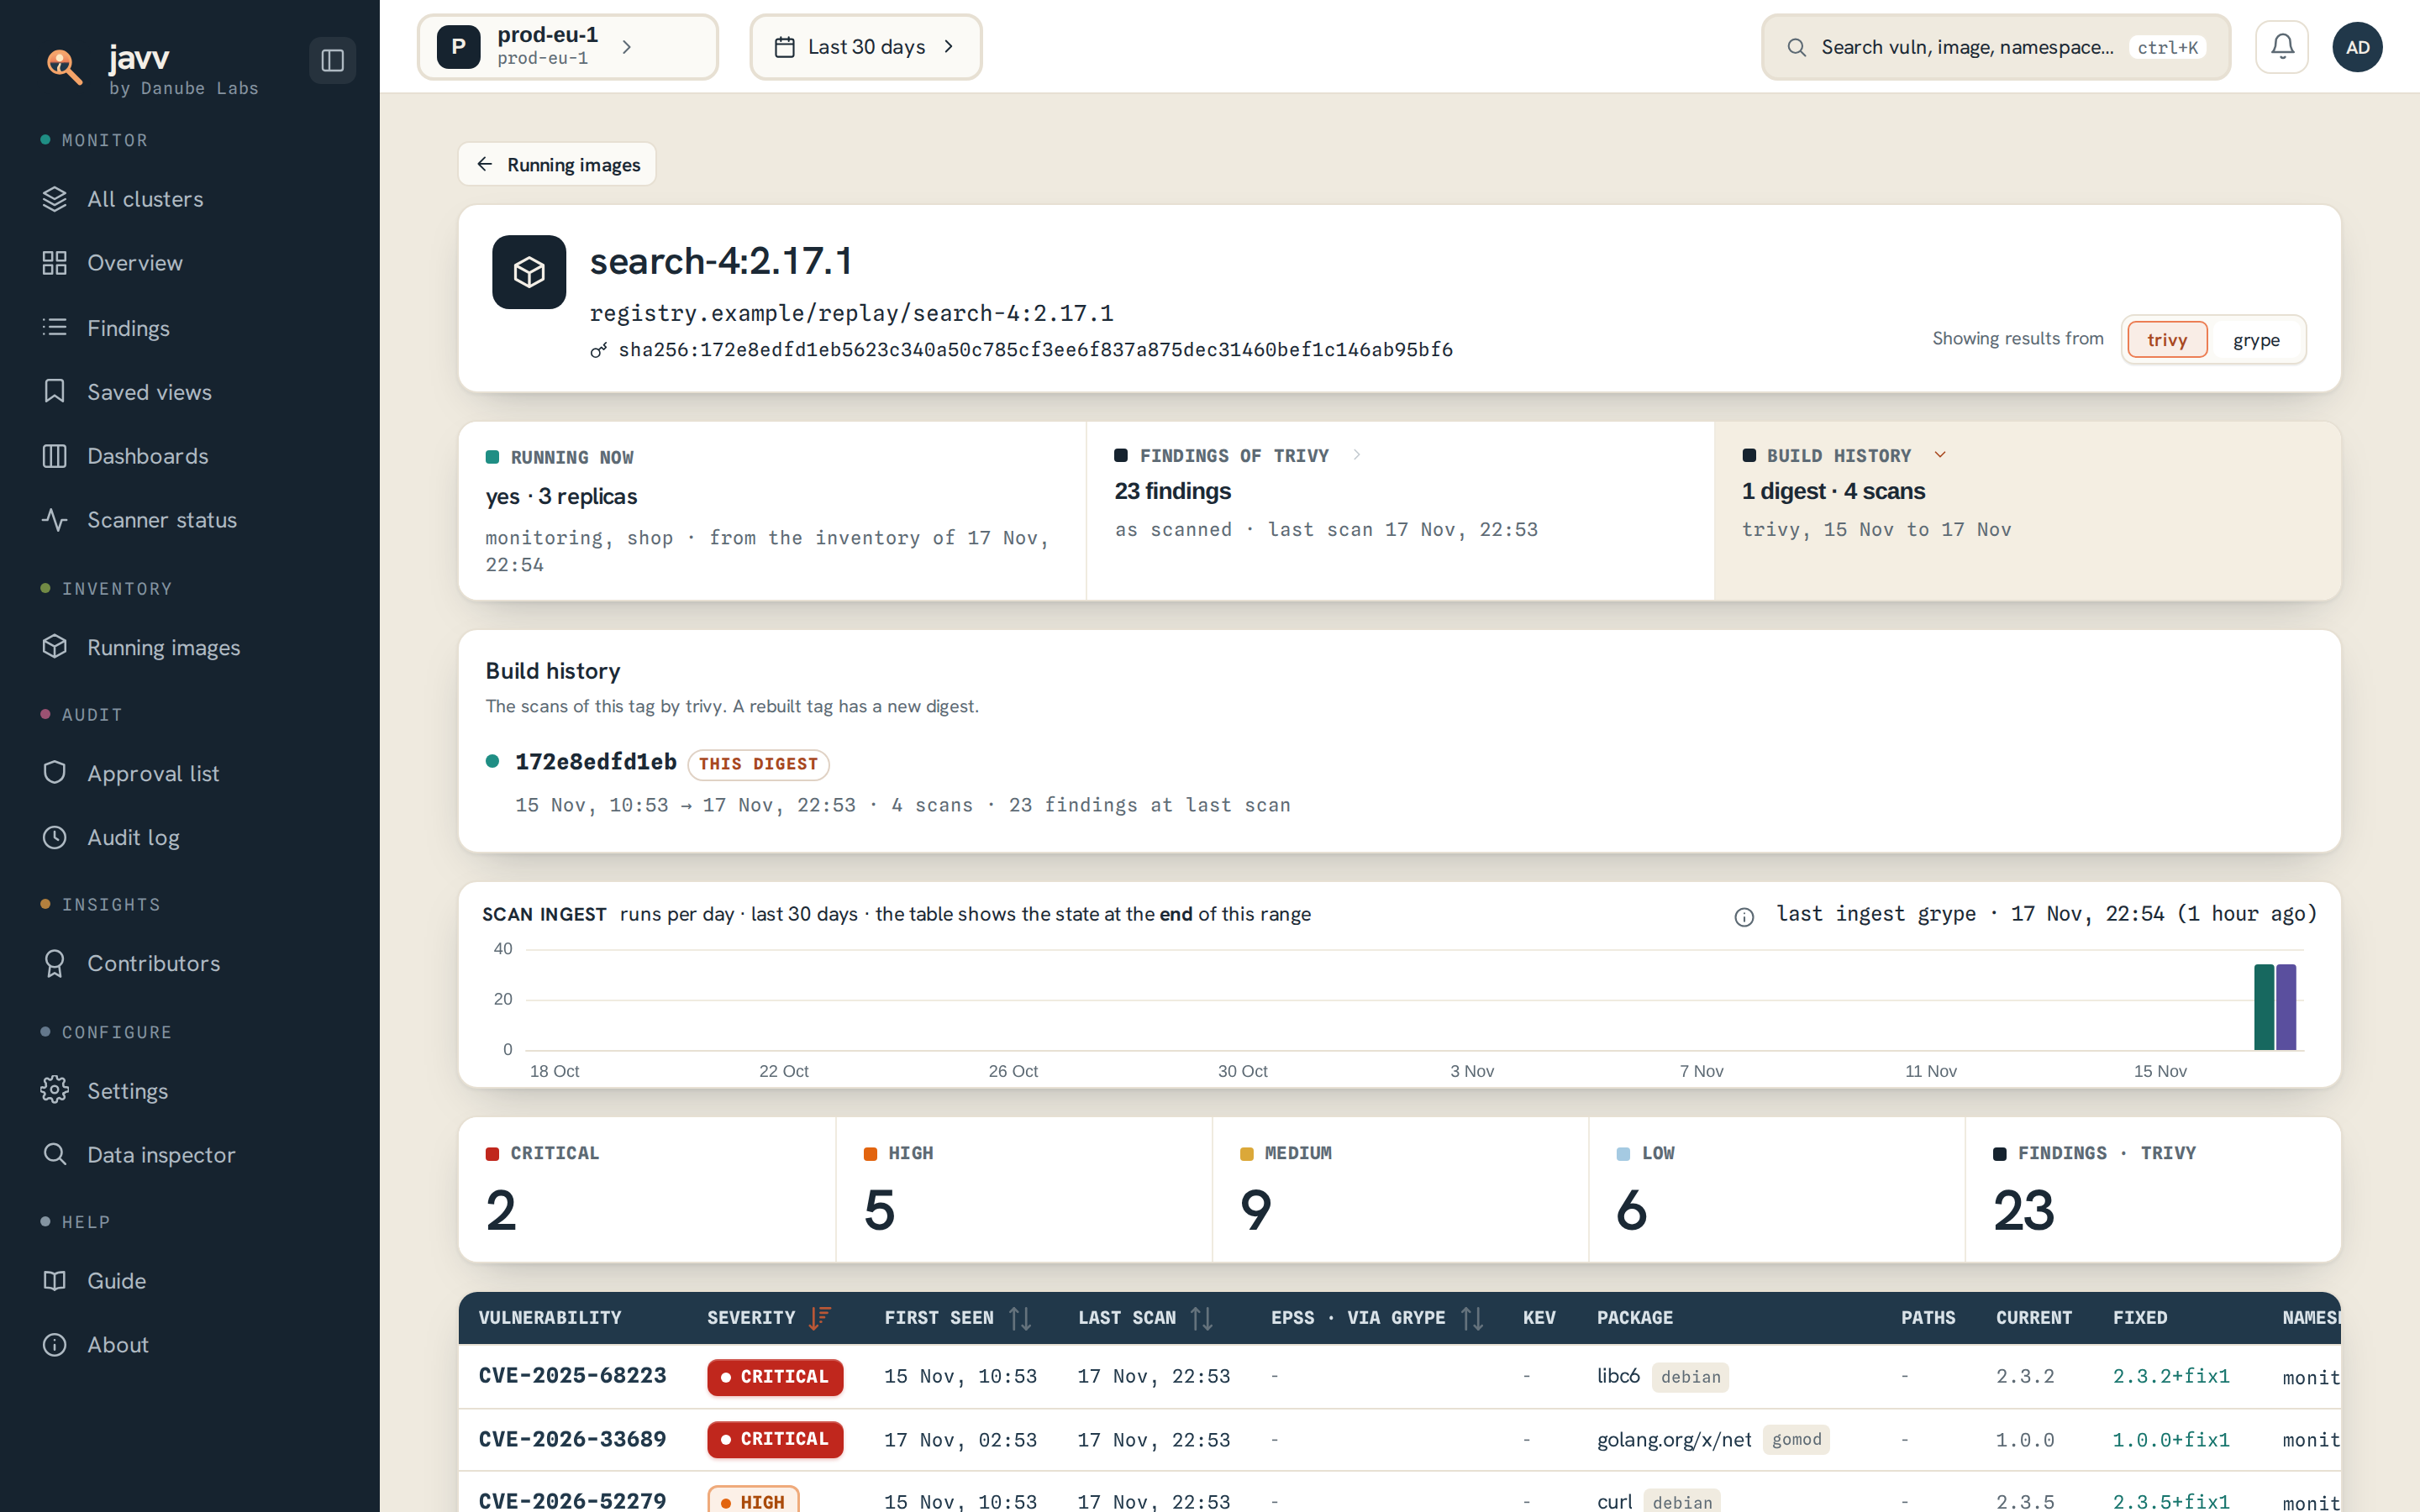 javv
by Danube Labs
MONITOR
All clusters
Overview
Findings
Saved views
Dashboards
Scanner status
INVENTORY
Running images
AUDIT
Approval list
Audit log
INSIGHTS
Contributors
CONFIGURE
Settings
Data inspector
HELP
Guide
About
P
prod-eu-1
prod-eu-1
Last 30 days
Search vuln, image, namespace... ctrl+K
AD
Running images
search-4:2.17.1
registry.example/replay/search-4:2.17.1
sha256:172e8edfd1eb5623c340a50c785cf3ee6f837a875dec31460bef1c146ab95bf6
Showing results from trivy grype
RUNNING NOW
yes · 3 replicas
monitoring, shop · from the inventory of 17 Nov,
22:54
FINDINGS OF TRIVY
23 findings
as scanned · last scan 17 Nov, 22:53
BUILD HISTORY
1 digest · 4 scans
trivy, 15 Nov to 17 Nov
Build history
The scans of this tag by trivy. A rebuilt tag has a new digest.
172e8edfd1eb THIS DIGEST
15 Nov, 10:53 → 17 Nov, 22:53 · 4 scans · 23 findings at last scan
SCAN INGEST runs per day · last 30 days · the table shows the state at the end of this range
last ingest grype · 17 Nov, 22:54 (1 hour ago)
40
20
0
18 Oct 22 Oct 26 Oct 30 Oct 3 Nov 7 Nov 11 Nov 15 Nov
CRITICAL
2
HIGH
5
MEDIUM
9
LOW
6
FINDINGS · TRIVY
23
VULNERABILITY SEVERITY FIRST SEEN LAST SCAN EPSS · VIA GRYPE KEV PACKAGE PATHS CURRENT FIXED NAMES
CVE-2025-68223 CRITICAL 15 Nov, 10:53 17 Nov, 22:53 - - libc6 debian - 2.3.2 2.3.2+fix1 monit
CVE-2026-33689 CRITICAL 17 Nov, 02:53 17 Nov, 22:53 - - golang.org/x/net gomod - 1.0.0 1.0.0+fix1 monit
CVE-2026-52279 HIGH 15 Nov, 10:53 17 Nov, 22:53 - - curl debian - 2.3.5 2.3.5+fix1 monit